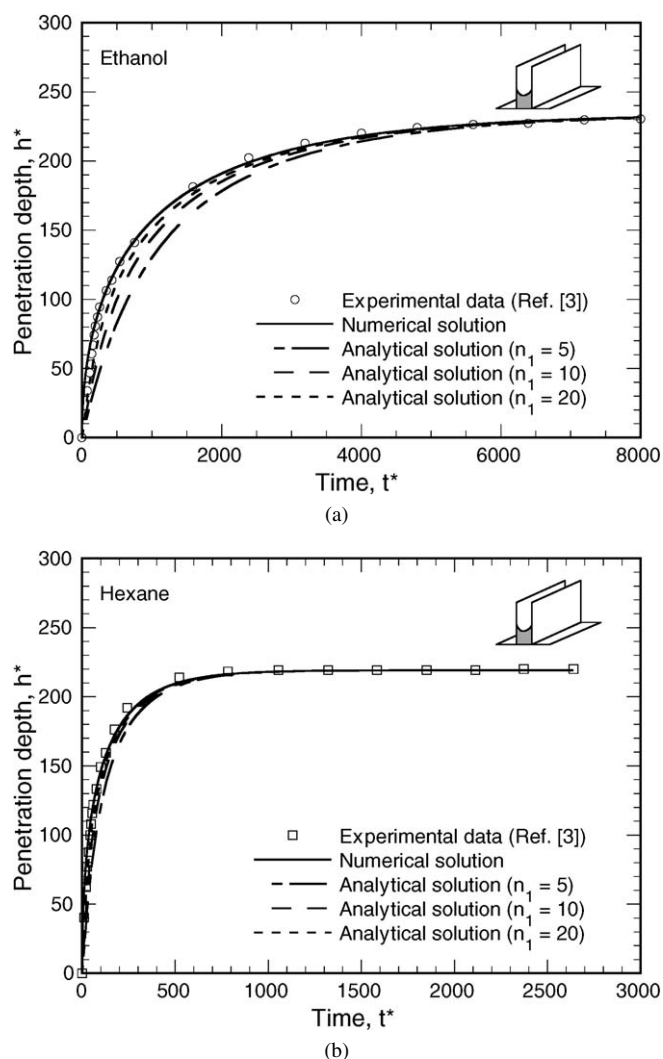 300
250
200
150
100
50
0
Penetration depth, h*
Ethanol
Experimental data (Ref. [3])
Numerical solution
Analytical solution (n₁ = 5)
Analytical solution (n₁ = 10)
Analytical solution (n₁ = 20)
0 2000 4000 6000 8000
Time, t*
(a)
300
250
200
150
100
50
0
Penetration depth, h*
Hexane
Experimental data (Ref. [3])
Numerical solution
Analytical solution (n₁ = 5)
Analytical solution (n₁ = 10)
Analytical solution (n₁ = 20)
0 500 1000 1500 2000 2500 3000
Time, t*
(b)